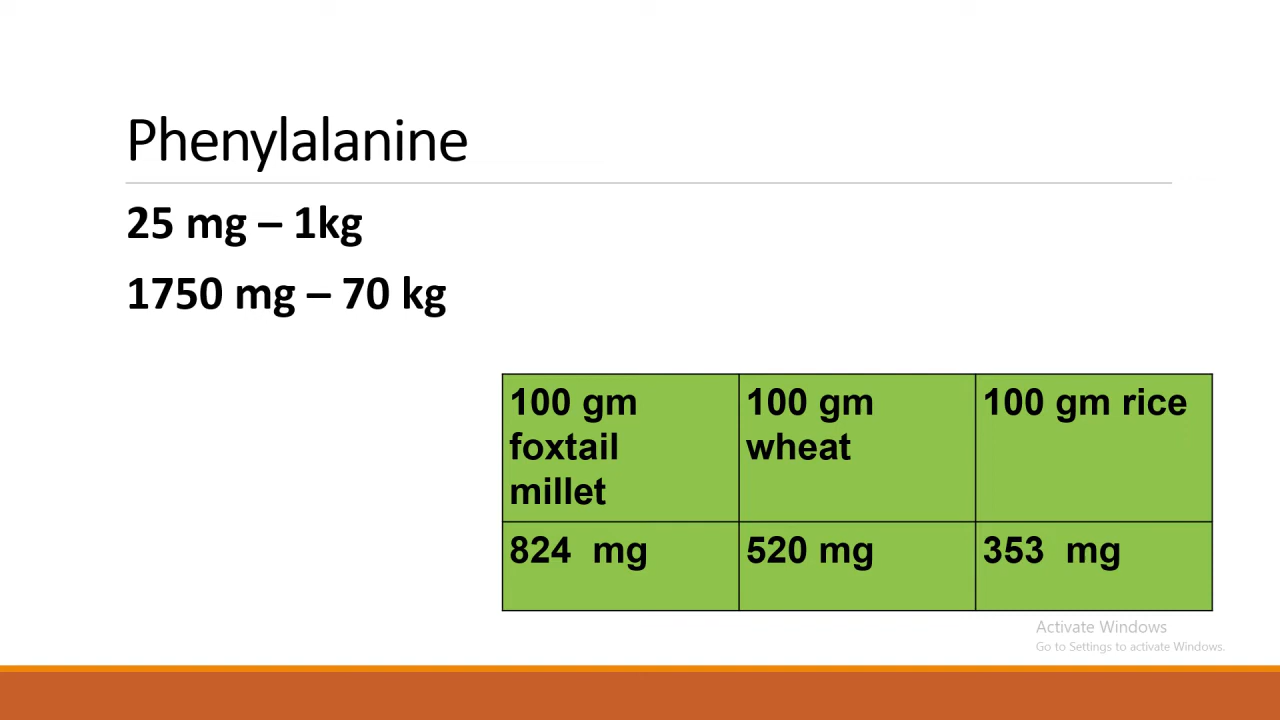 Phenylalanine
25 mg – 1kg
1750 mg – 70 kg
100 gm
foxtail
millet
100 gm
wheat
100 gm rice
824 mg
520 mg
353 mg
Activate Windows
Go to Settings to activate Windows.